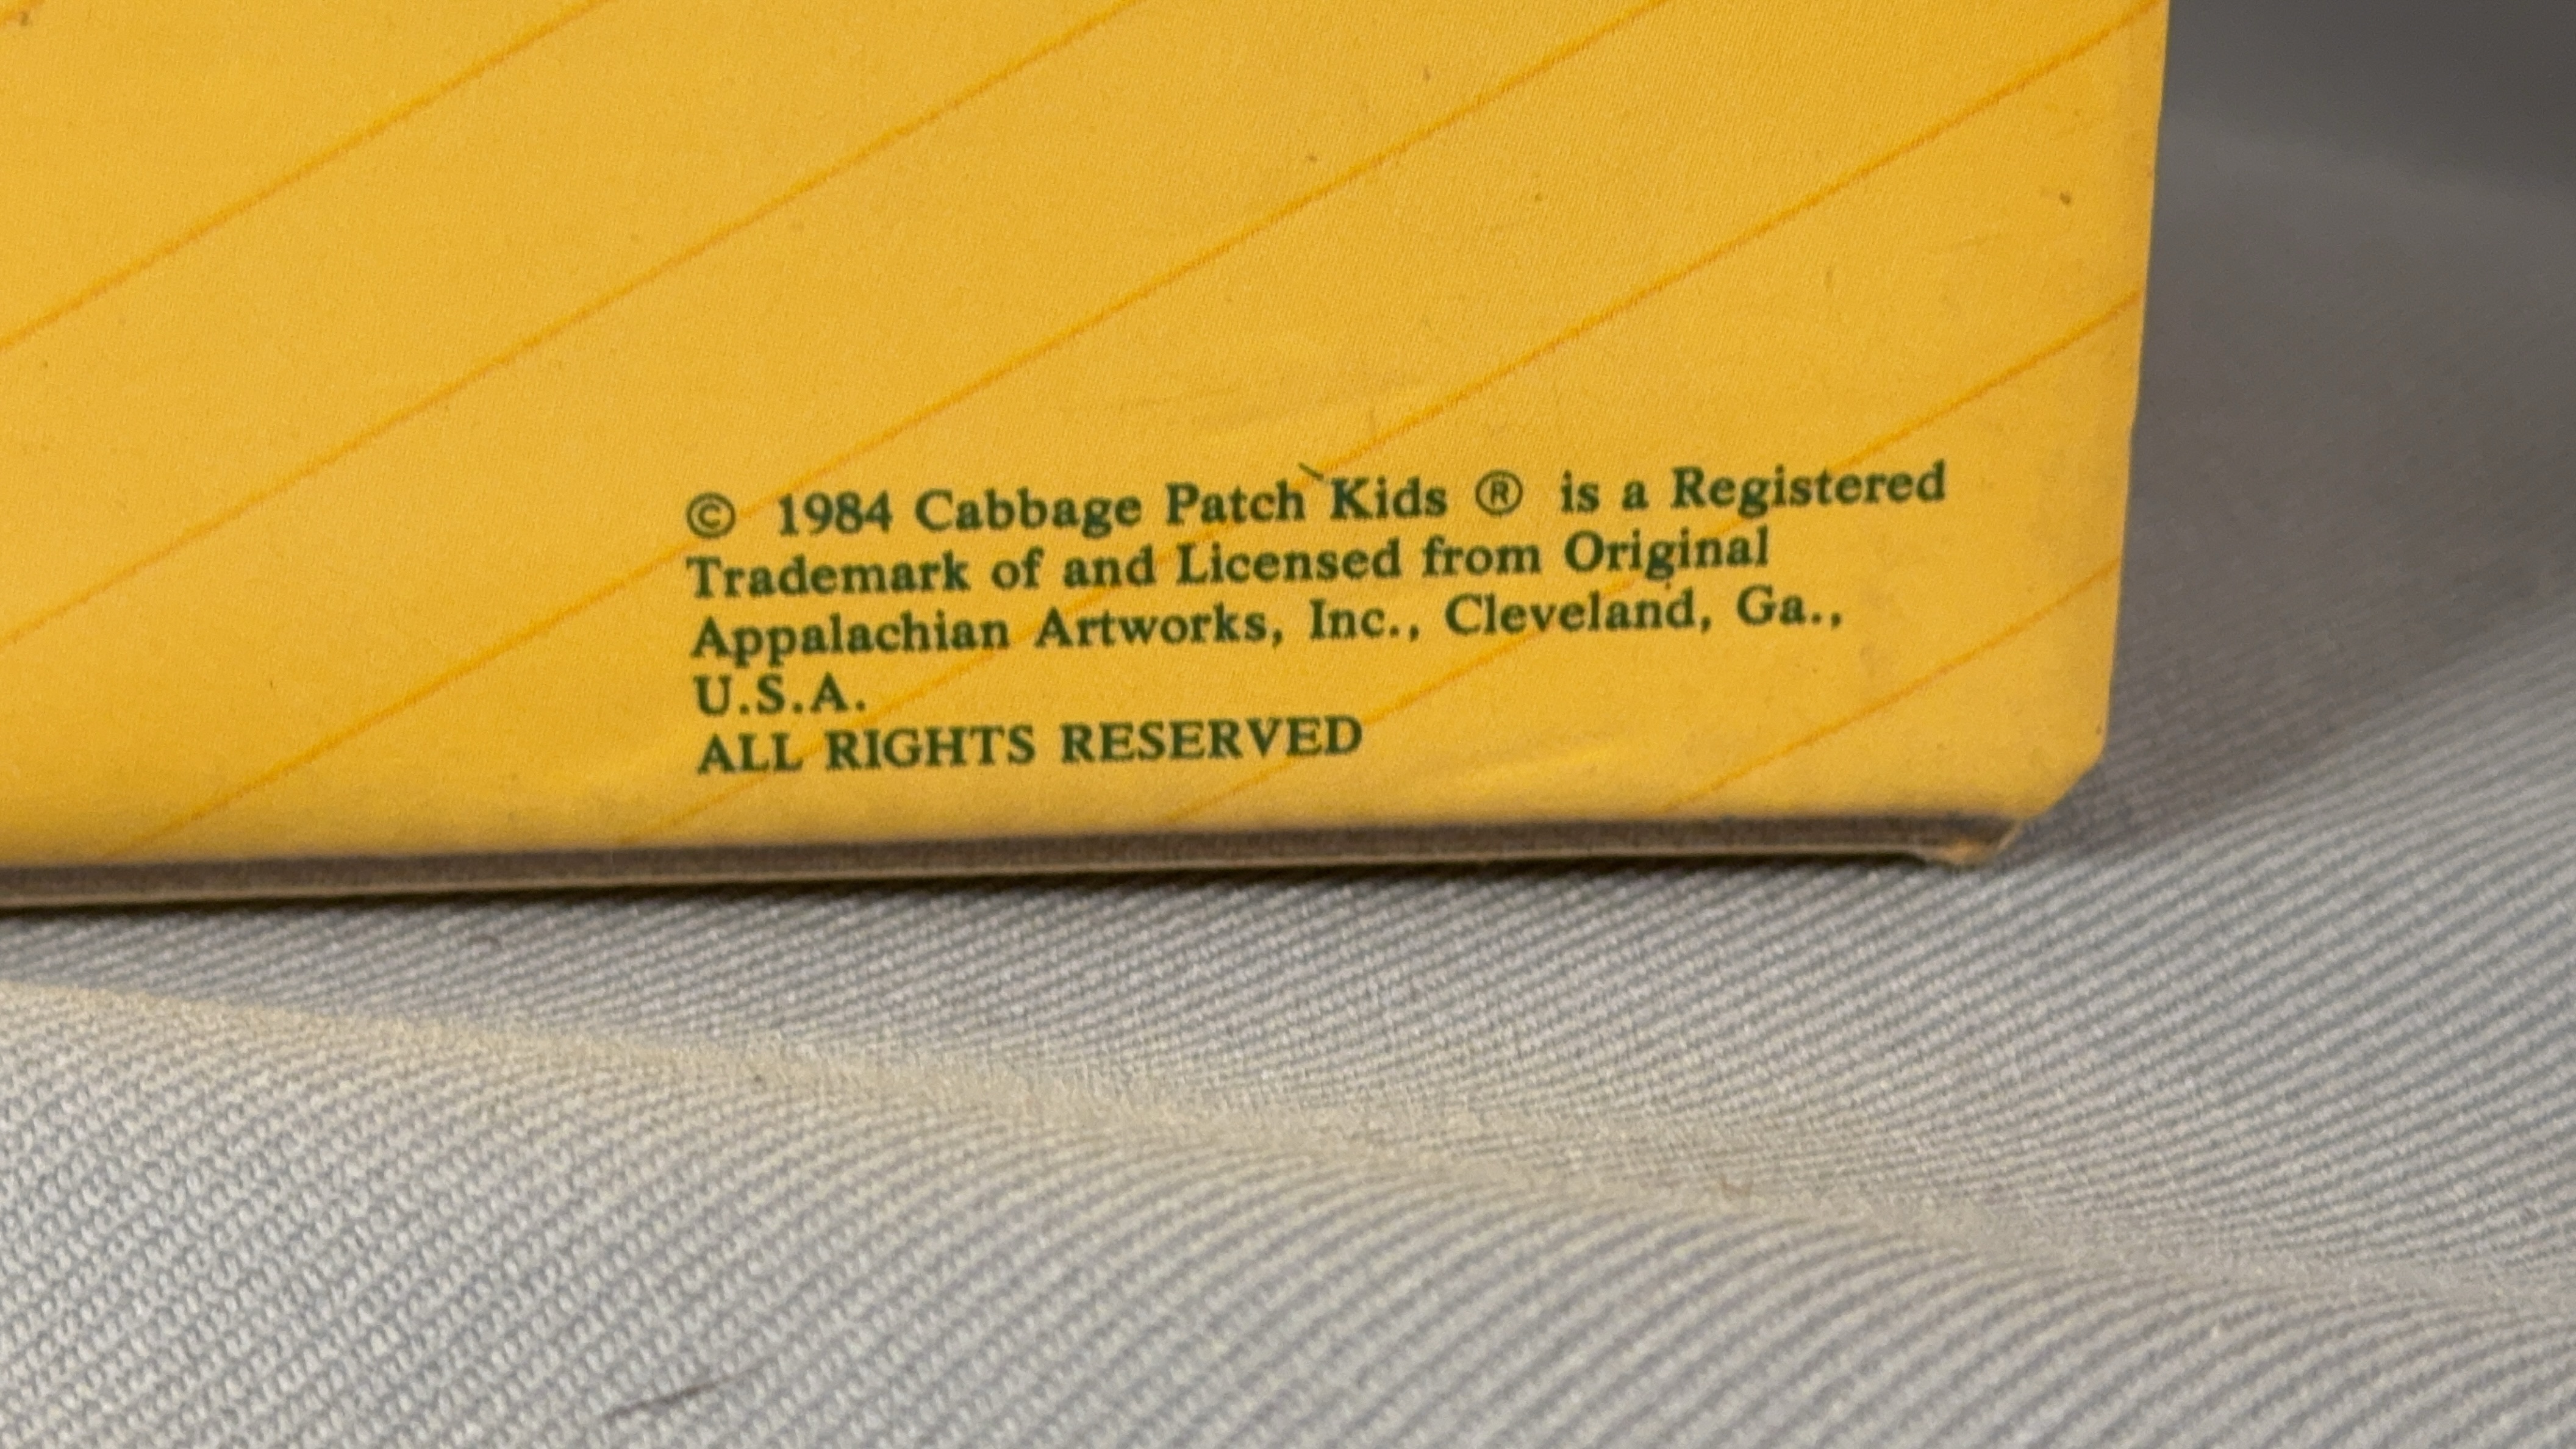 © 1984 Cabbage Patch Kids ® is a Registered
Trademark of and Licensed from Original
Appalachian Artworks, Inc., Cleveland, Ga.,
U.S.A.
ALL RIGHTS RESERVED